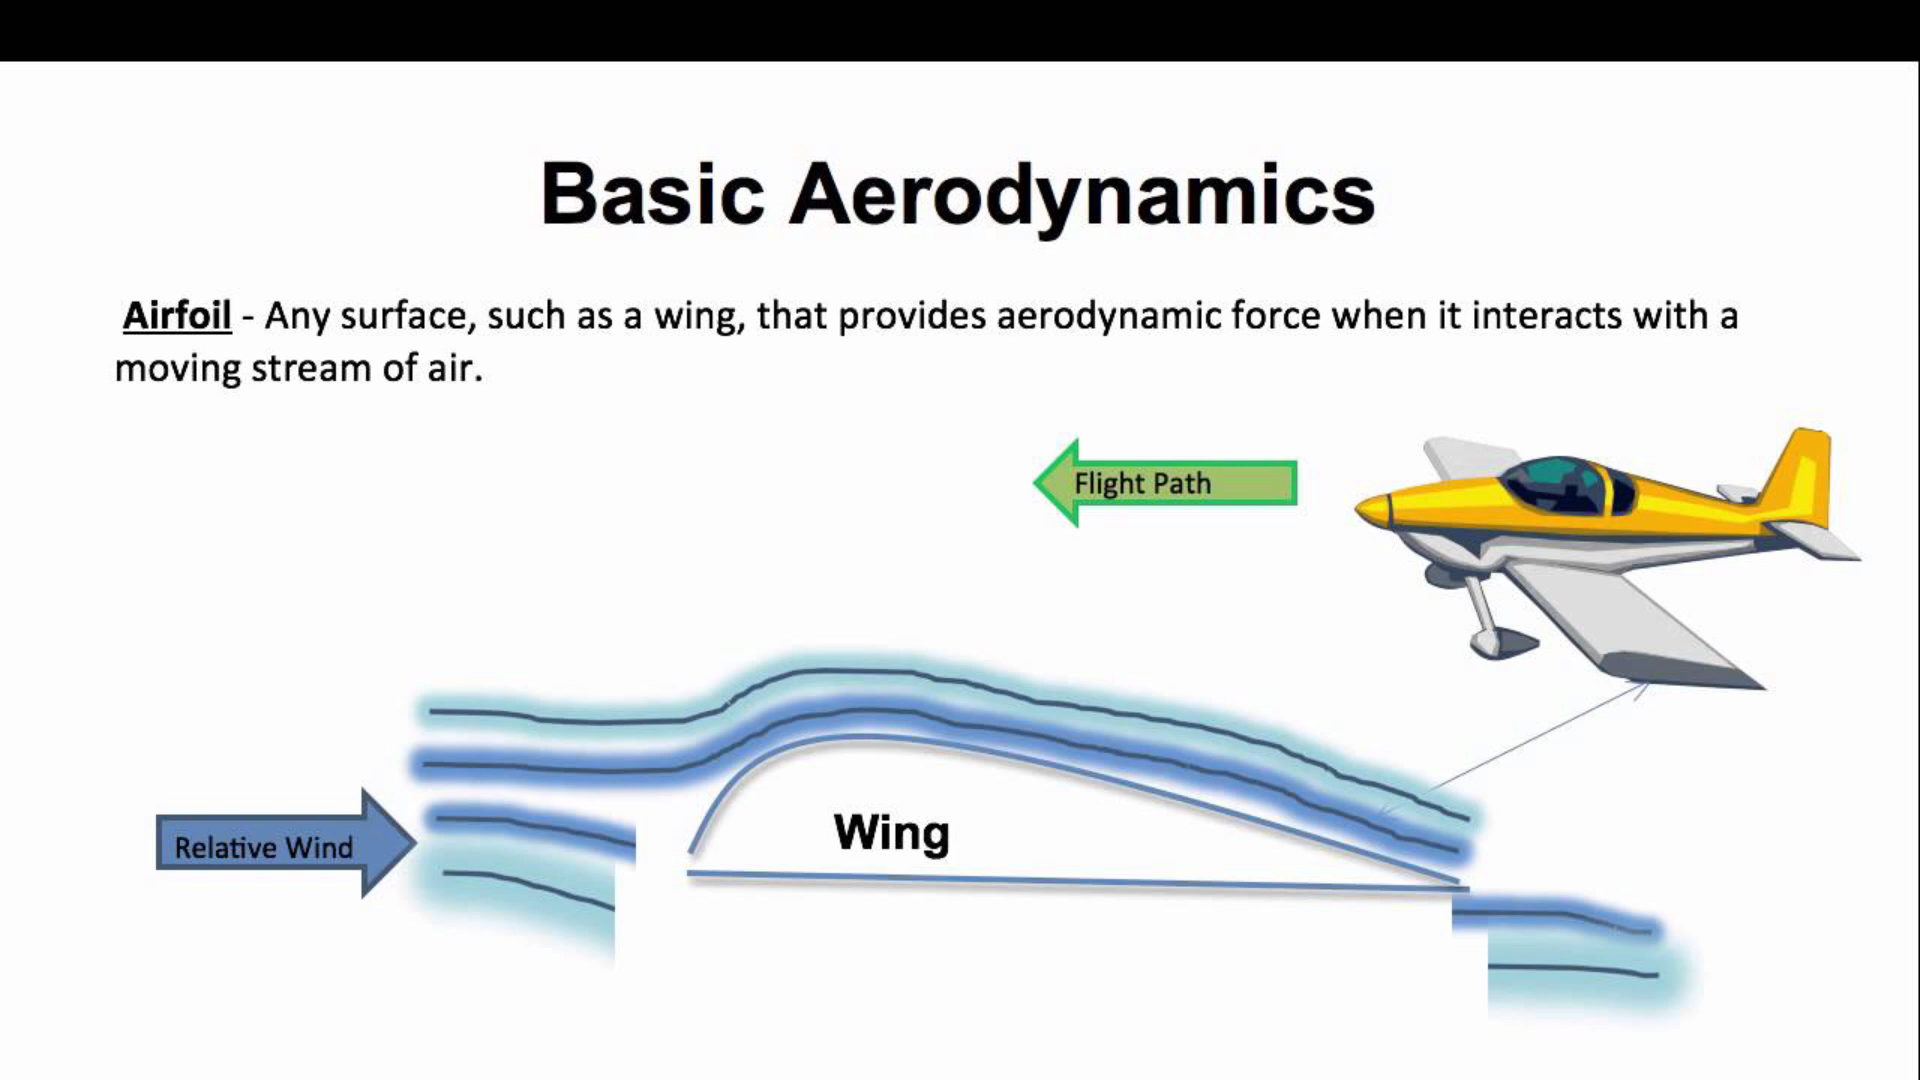 Basic Aerodynamics
Airfoil - Any surface, such as a wing, that provides aerodynamic force when it interacts with a
moving stream of air.
Flight Path
Wing
Relative Wind